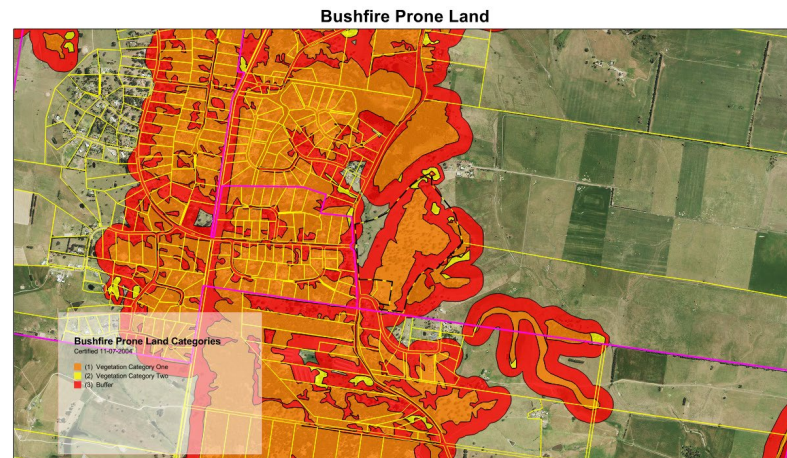 Bushfire Prone Land
Bushfire Prone Land Categories
Certified 11-07-2004
(1) Vegetation Category One
(2) Vegetation Category Two
(3) Buffer